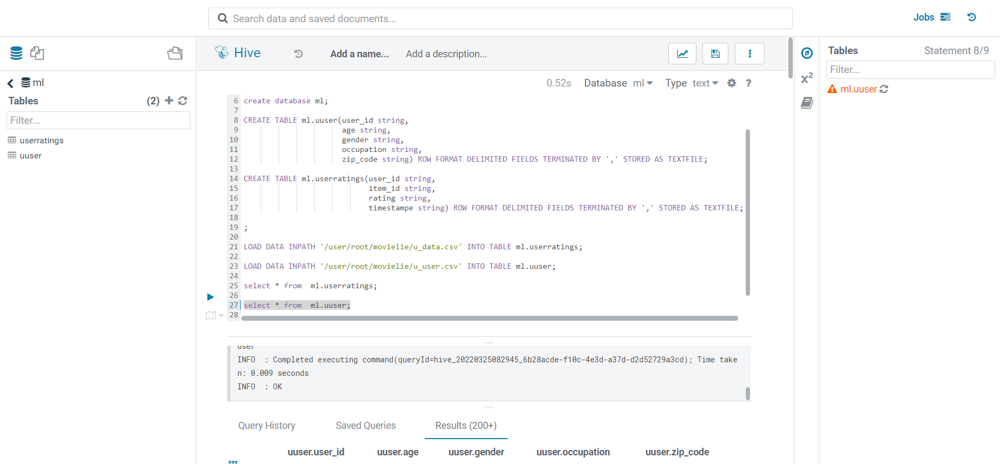 Search data and saved documents...
Jobs
ml
Tables (2)
Filter...
userratings
uuser
Hive Add a name... Add a description...
0.52s Database ml Type text ?
6 create database ml;
7
8 CREATE TABLE ml.uuser(user_id string,
9 age string,
10 gender string,
11 occupation string,
12 zip_code string) ROW FORMAT DELIMITED FIELDS TERMINATED BY ',' STORED AS TEXTFILE;
13
14 CREATE TABLE ml.userratings(user_id string,
15 item_id string,
16 rating string,
17 timestampe string) ROW FORMAT DELIMITED FIELDS TERMINATED BY ',' STORED AS TEXTFILE;
18
19 ;
20
21 LOAD DATA INPATH '/user/root/movielie/u_data.csv' INTO TABLE ml.userratings;
22
23 LOAD DATA INPATH '/user/root/movielie/u_user.csv' INTO TABLE ml.uuser;
24
25 select * from  ml.userratings;
26
27 select * from  ml.uuser;
28
user
INFO  : Completed executing command(queryId=hive_20220325082945_6b28acde-f10c-4e3d-a37d-d2d52729a3cd); Time take
n: 0.009 seconds
INFO  : OK
Query History Saved Queries Results (200+)
uuser.user_id uuser.age uuser.gender uuser.occupation uuser.zip_code
x²
Tables Statement 8/9
Filter...
ml.uuser